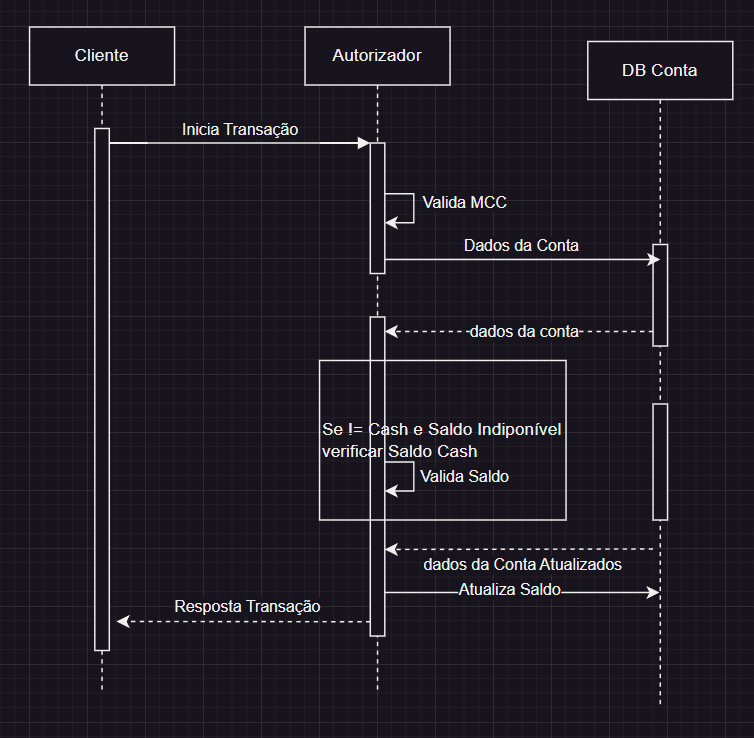 Cliente
Autorizador
DB Conta
Inicia Transação
Valida MCC
Dados da Conta
dados da conta
Se != Cash e Saldo Indiponível
verificar Saldo Cash
Valida Saldo
dados da Conta Atualizados
Atualiza Saldo
Resposta Transação